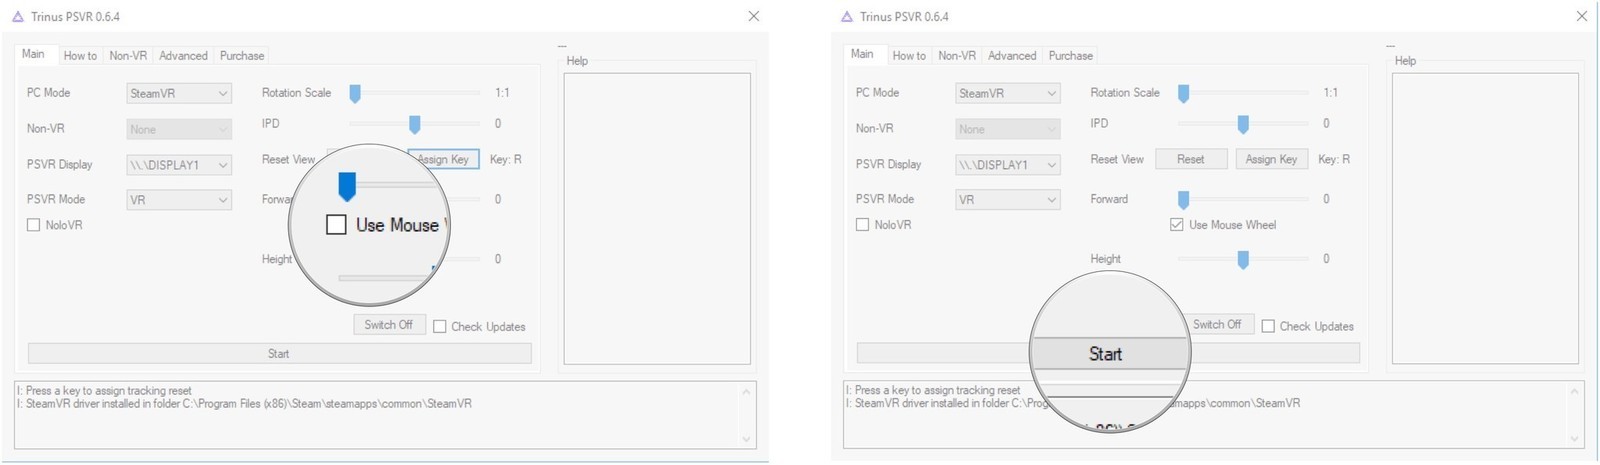 Trinus PSVR 0.6.4
Main How to Non-VR Advanced Purchase
Help
PC Mode SteamVR Rotation Scale 1:1
Non-VR None IPD 0
PSVR Display \\.\DISPLAY1 Reset View Assign Key Key: R
PSVR Mode VR Forwa 0
NoloVR Use Mouse
Height 0
Switch Off Check Updates
Start
I: Press a key to assign tracking reset
I: SteamVR driver installed in folder C:\Program Files (x86)\Steam\steamapps\common\SteamVR
Trinus PSVR 0.6.4
Main How to Non-VR Advanced Purchase
Help
PC Mode SteamVR Rotation Scale 1:1
Non-VR None IPD 0
PSVR Display \\.\DISPLAY1 Reset View Reset Assign Key Key: R
PSVR Mode VR Forward 0
NoloVR Use Mouse Wheel
Height 0
Switch Off Check Updates
Start
I: Press a key to assign tracking reset
I: SteamVR driver installed in folder C:\Prog amapps\common\SteamVR